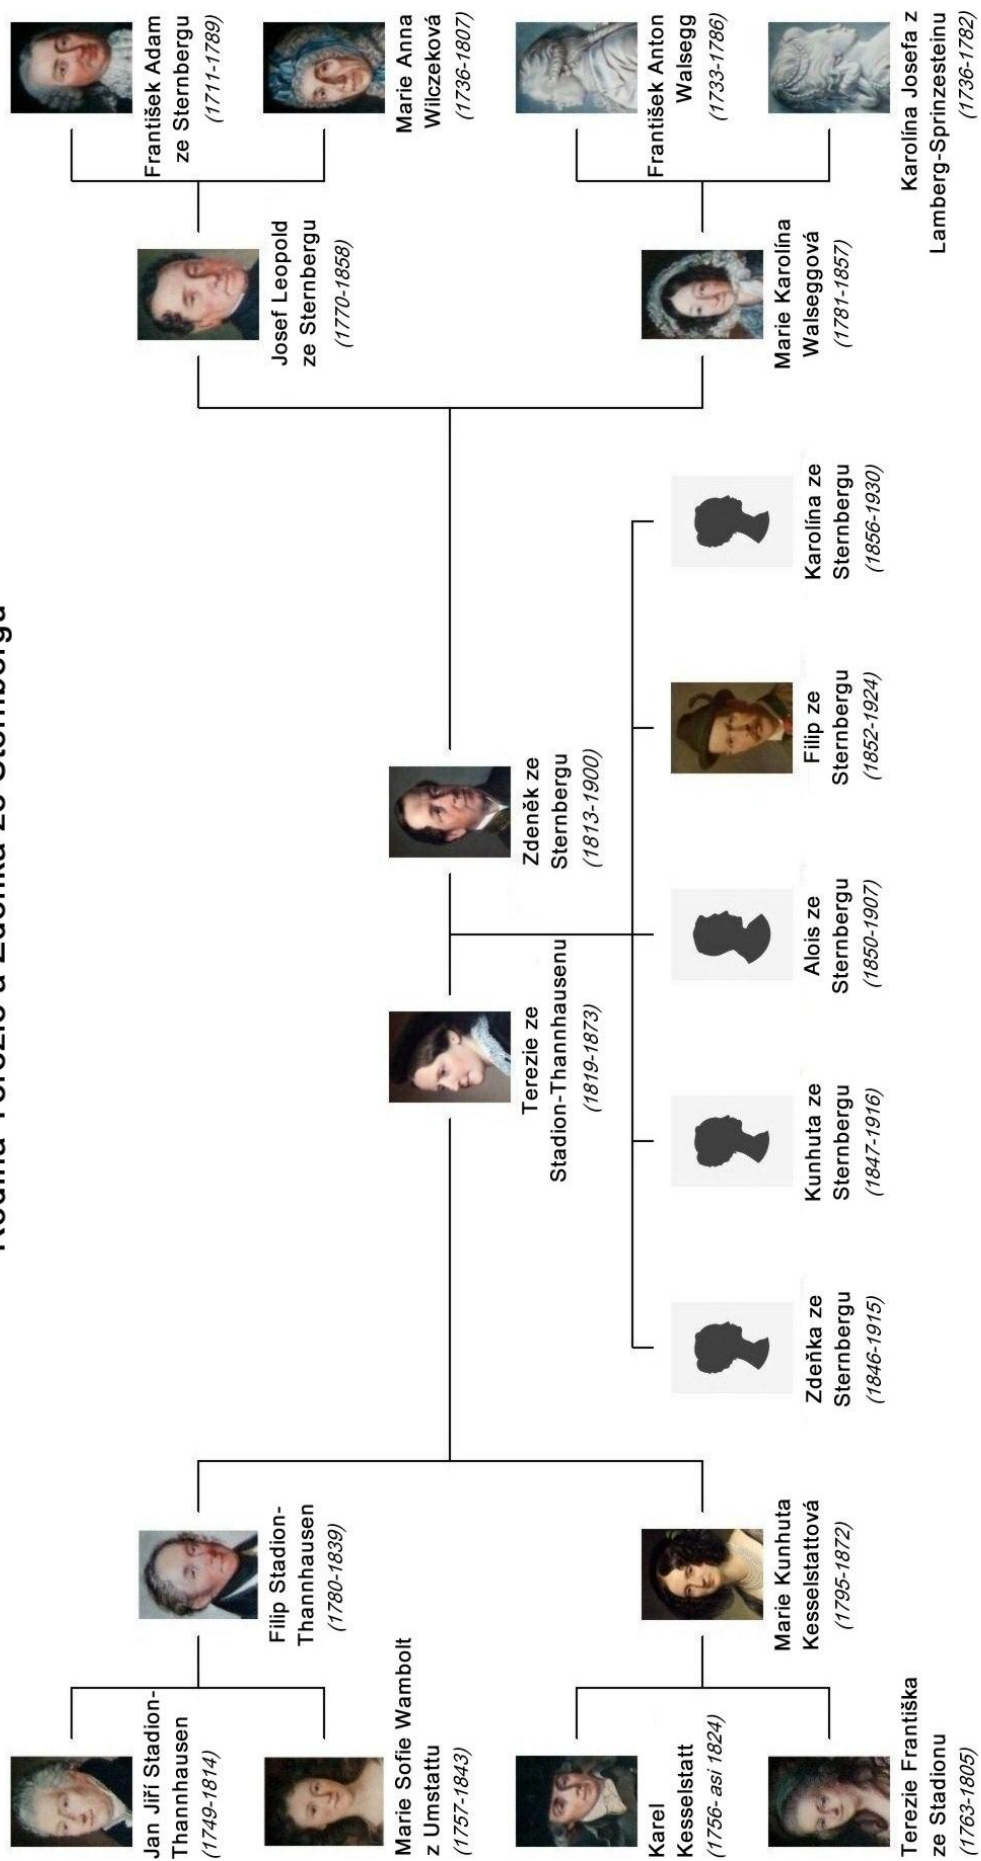 Rodina Terezie a Zdeňka ze Sternbergu
Jan Jiří Stadion-
Thannhausen
(1749-1814)
František Adam
ze Sternbergu
(1711-1789)
Filip Stadion-
Thannhausen
(1780-1839)
Josef Leopold
ze Sternbergu
(1770-1858)
Marie Sofie Wambolt
z Umstattu
(1757-1843)
Marie Anna
Wilczeková
(1736-1807)
Terezie ze
Stadion-Thannhausenu
(1819-1873)
Zdeněk ze
Sternbergu
(1813-1900)
Karel
Kesselstatt
(1756- asi 1824)
František Anton
Walsegg
(1733-1786)
Marie Kunhuta
Kesselstattová
(1795-1872)
Marie Karolína
Walseggová
(1781-1857)
Zdeňka ze
Sternbergu
(1846-1915)
Kunhuta ze
Sternbergu
(1847-1916)
Alois ze
Sternbergu
(1850-1907)
Filip ze
Sternbergu
(1852-1924)
Karolína ze
Sternbergu
(1856-1930)
Terezie Františka
ze Stadionu
(1763-1805)
Karolína Josefa z
Lamberg-Sprinzesteinu
(1736-1782)